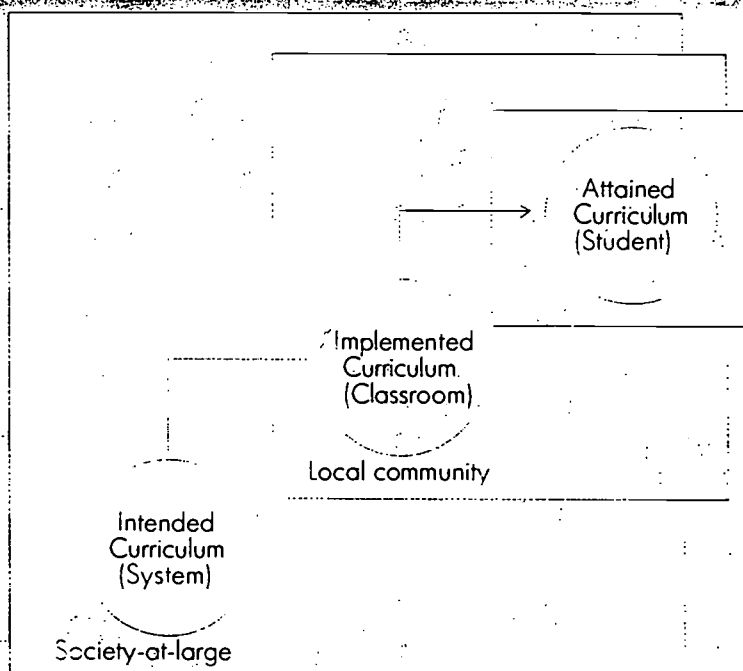 Attained
Curriculum
(Student)
Implemented
Curriculum
(Classroom)
Local community
Intended
Curriculum
(System)
Society-at-large